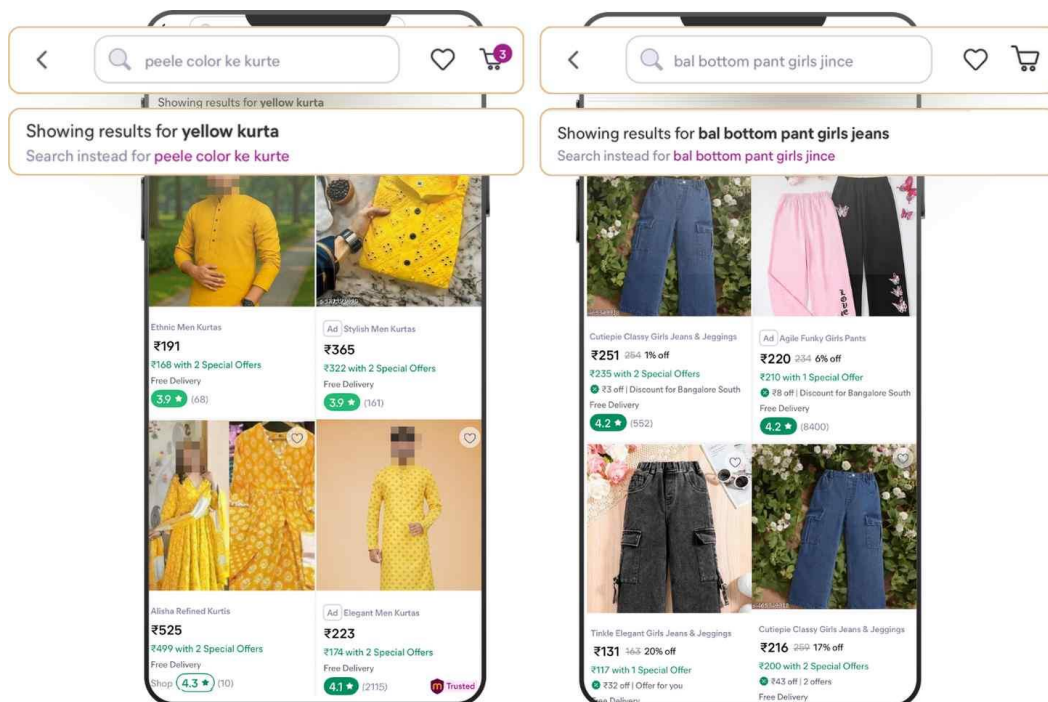 peele color ke kurte
3
Showing results for yellow kurta
Showing results for yellow kurta
Search instead for peele color ke kurte
Ethnic Men Kurtas
₹191
₹168 with 2 Special Offers
Free Delivery
3.9 ★ (68)
Ad Stylish Men Kurtas
₹365
₹322 with 2 Special Offers
Free Delivery
3.9 ★ (161)
Alisha Refined Kurtis
₹525
₹499 with 2 Special Offers
Free Delivery
Shop 4.3 ★ (10)
Ad Elegant Men Kurtas
₹223
₹174 with 2 Special Offers
Free Delivery
4.1 ★ (2115)
m Trusted
bal bottom pant girls jince
Showing results for bal bottom pant girls jeans
Search instead for bal bottom pant girls jince
Cutiepie Classy Girls Jeans & Jeggings
₹251 254 1% off
₹235 with 2 Special Offers
₹3 off | Discount for Bangalore South
Free Delivery
4.2 ★ (552)
Ad Agile Funky Girls Pants
₹220 234 6% off
₹210 with 1 Special Offer
₹8 off | Discount for Bangalore South
Free Delivery
4.2 ★ (8400)
Tinkle Elegant Girls Jeans & Jeggings
₹131 163 20% off
₹117 with 1 Special Offer
₹32 off | Offer for you
Free Delivery
Cutiepie Classy Girls Jeans & Jeggings
₹216 259 17% off
₹200 with 2 Special Offers
₹43 off | 2 offers
Free Delivery